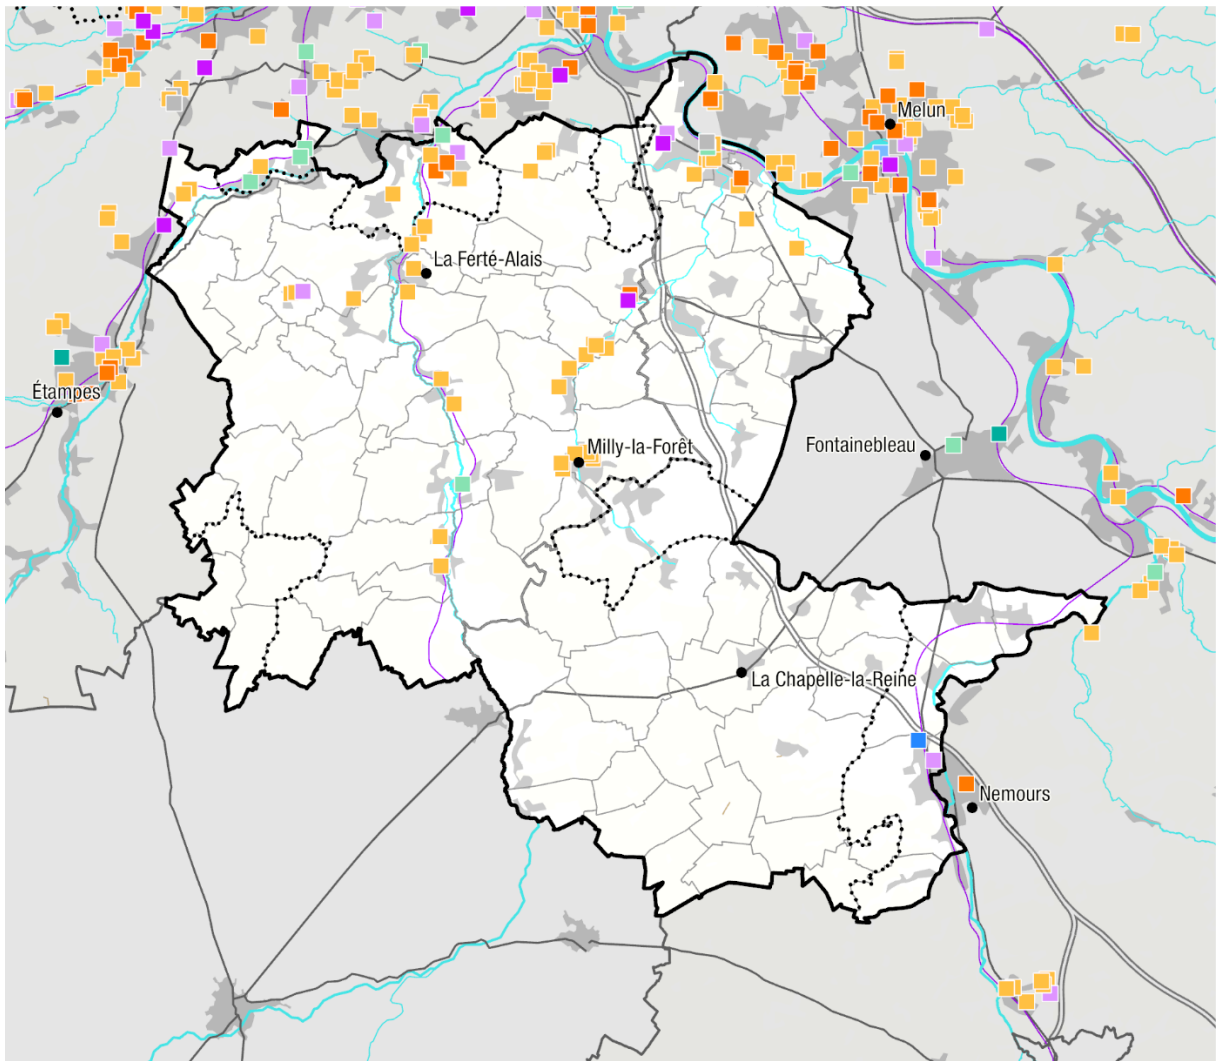 Melun
La Ferté-Alais
Étampes
Milly-la-Forêt
Fontainebleau
La Chapelle-la-Reine
Nemours